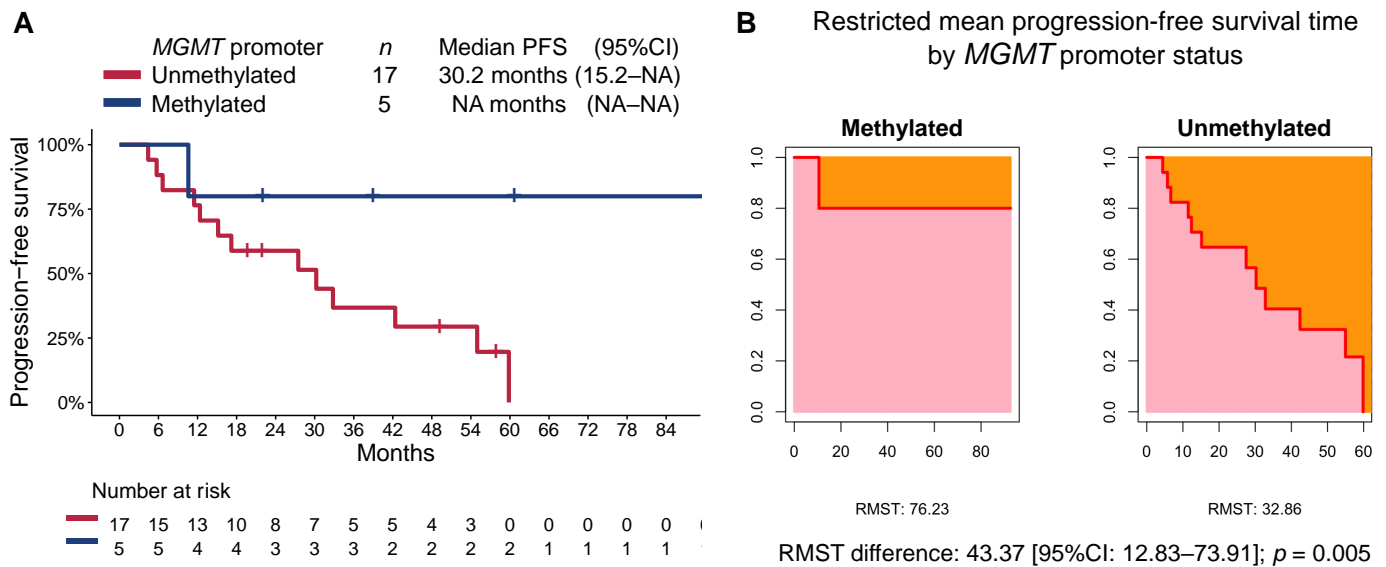 A
MGMT promoter n Median PFS (95%CI)
Unmethylated 17 30.2 months (15.2–NA)
Methylated 5 NA months (NA–NA)
Progression−free survival
100%
75%
50%
25%
0%
0 6 12 18 24 30 36 42 48 54 60 66 72 78 84
Months
Number at risk
17 15 13 10 8 7 5 5 4 3 0 0 0 0 0
5 5 4 4 3 3 3 2 2 2 2 1 1 1 1
B
Restricted mean progression-free survival time
by MGMT promoter status
Methylated
1.0
0.8
0.6
0.4
0.2
0.0
0 20 40 60 80
RMST: 76.23
Unmethylated
1.0
0.8
0.6
0.4
0.2
0.0
0 10 20 30 40 50 60
RMST: 32.86
RMST difference: 43.37 [95%CI: 12.83–73.91]; p = 0.005